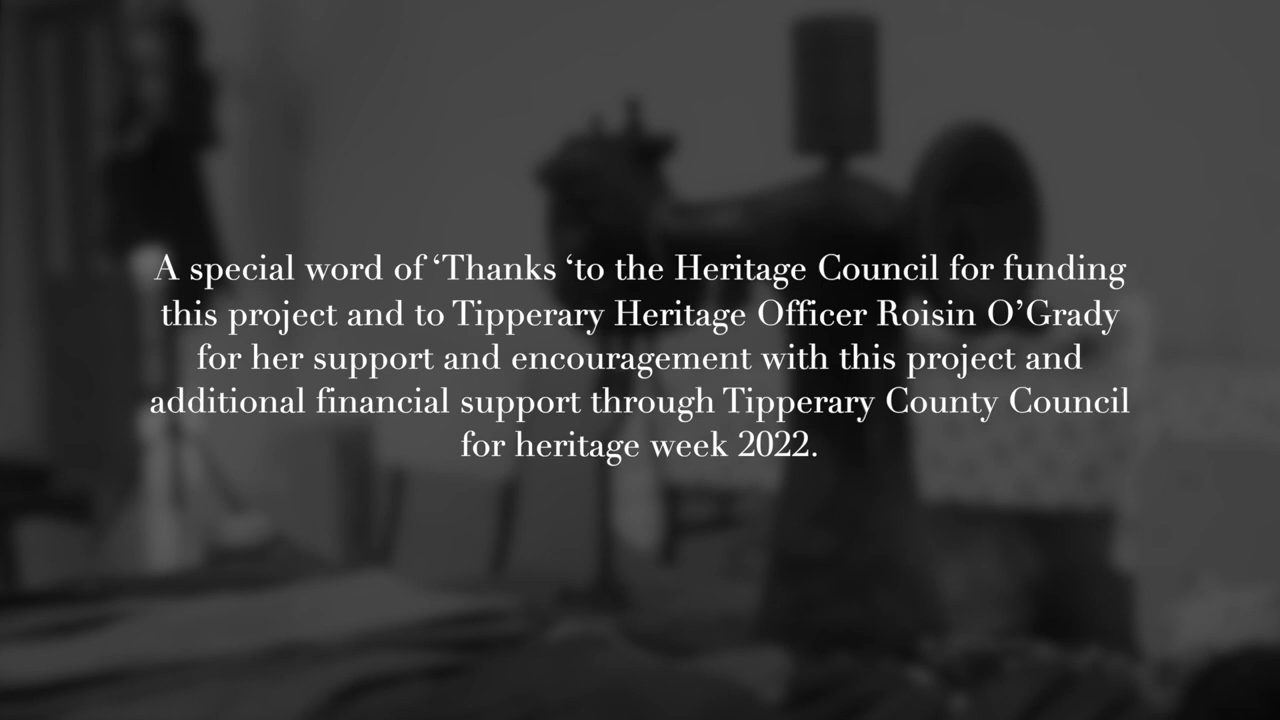 A special word of ‘Thanks ‘to the Heritage Council for funding
this project and to Tipperary Heritage Officer Roisin O’Grady
for her support and encouragement with this project and
additional financial support through Tipperary County Council
for heritage week 2022.